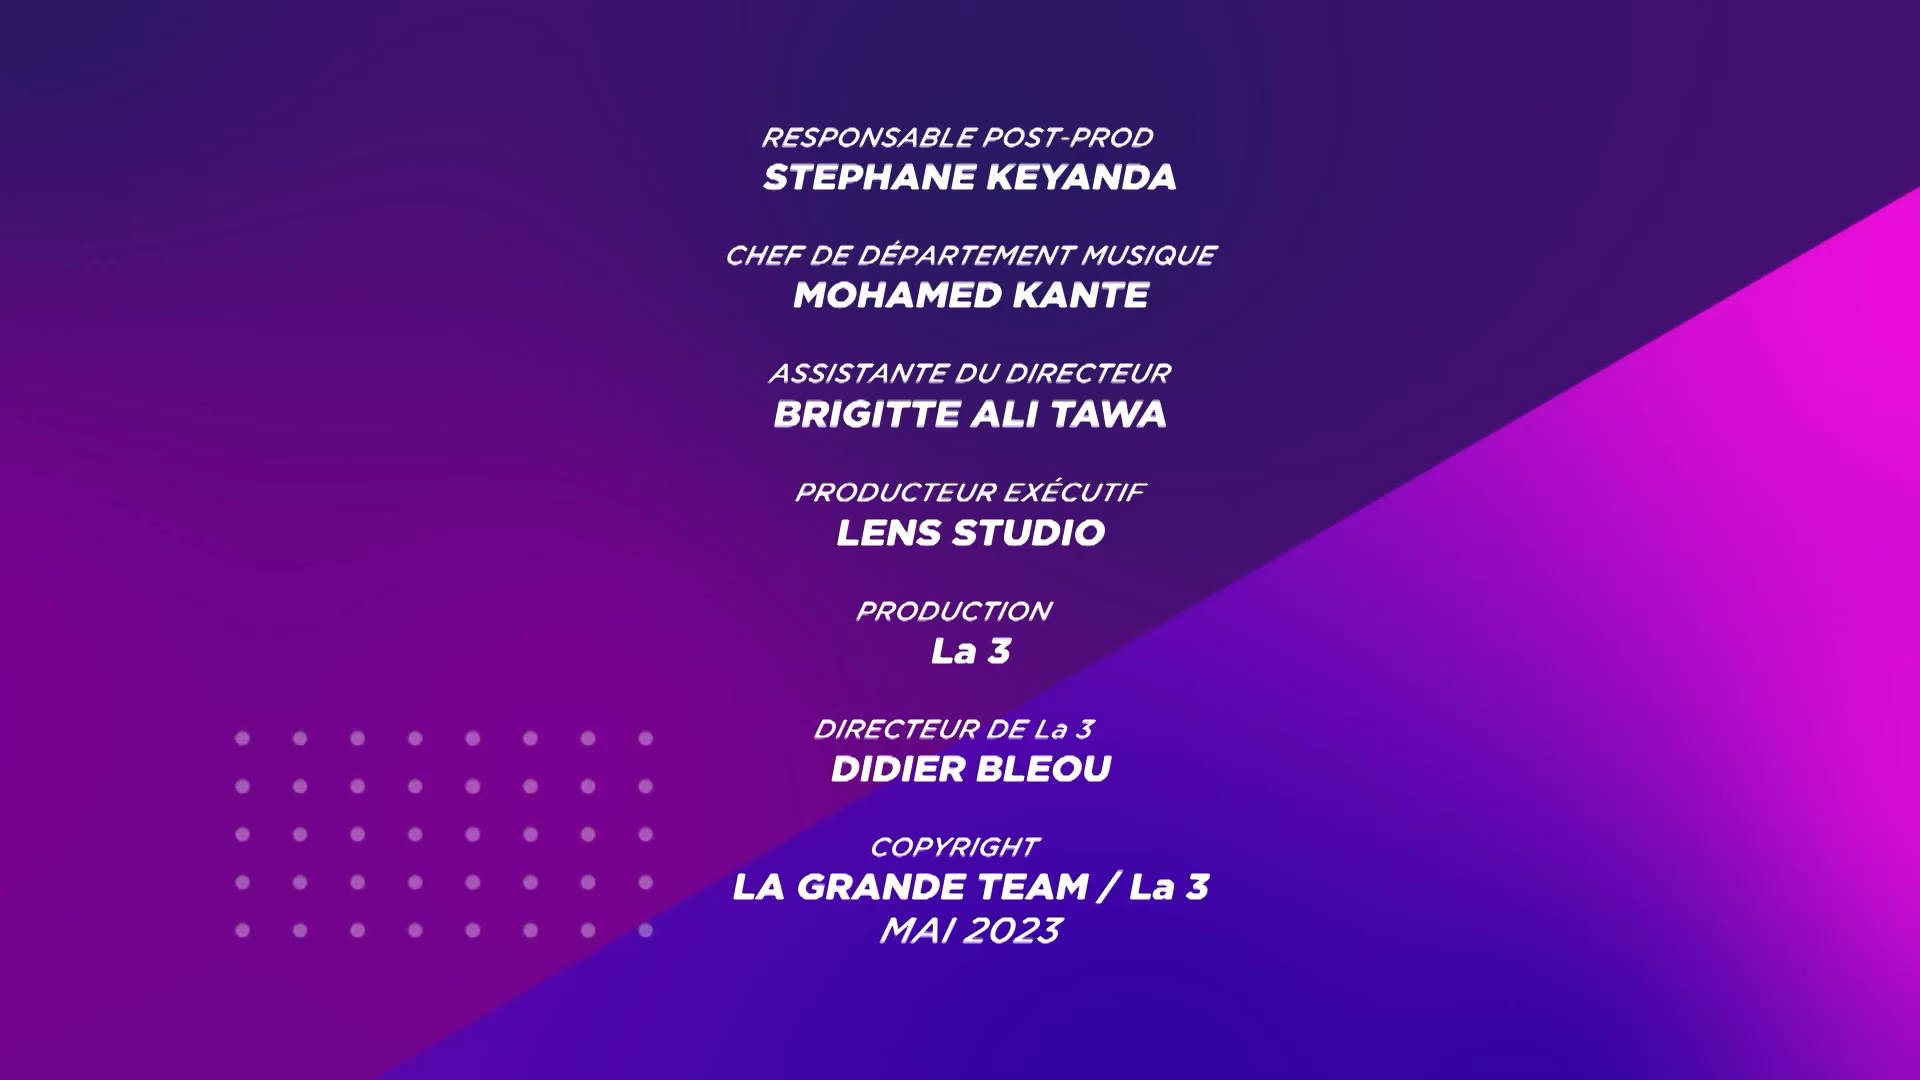 RESPONSABLE POST-PROD
STEPHANE KEYANDA
CHEF DE DÉPARTEMENT MUSIQUE
MOHAMED KANTE
ASSISTANTE DU DIRECTEUR
BRIGITTE ALI TAWA
PRODUCTEUR EXÉCUTIF
LENS STUDIO
PRODUCTION
La 3
DIRECTEUR DE La 3
DIDIER BLEOU
COPYRIGHT
LA GRANDE TEAM / La 3
MAI 2023